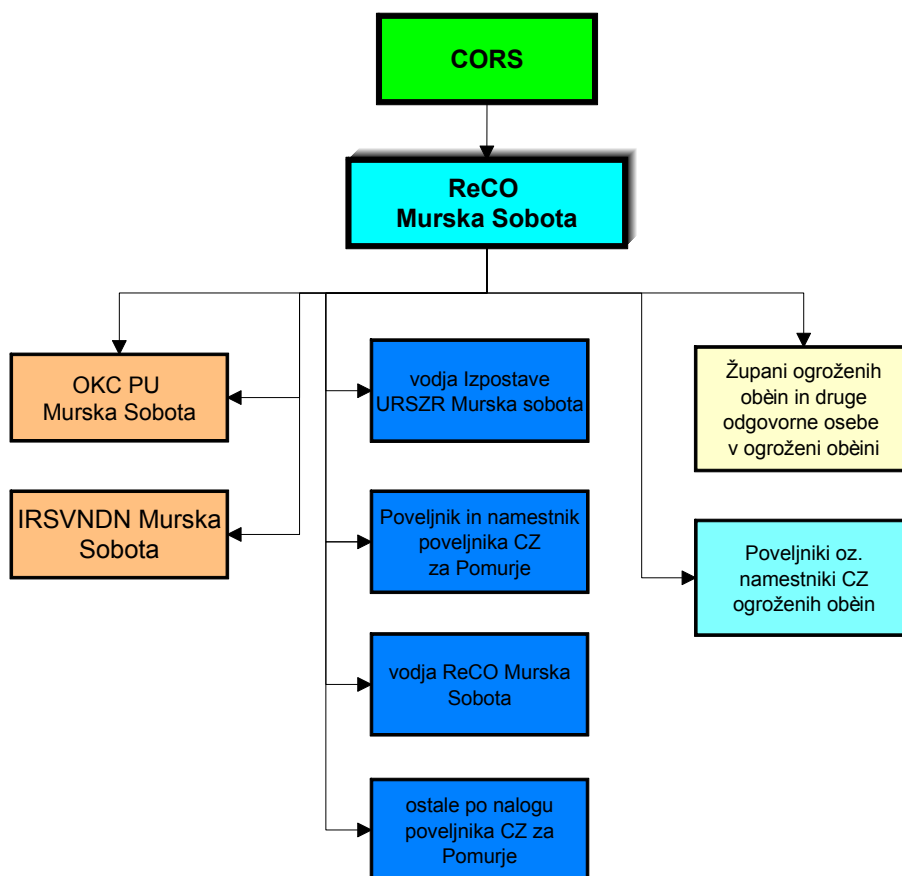 CORS
ReCO
Murska Sobota
OKC PU
Murska Sobota
IRSVNDN Murska
Sobota
vodja Izpostave
URSZR Murska sobota
Poveljnik in namestnik
poveljnika CZ
za Pomurje
vodja ReCO Murska
Sobota
ostale po nalogu
poveljnika CZ za
Pomurje
Župani ogroženih
obèin in druge
odgovorne osebe
v ogroženi obèini
Poveljniki oz.
namestniki CZ
ogroženih obèin